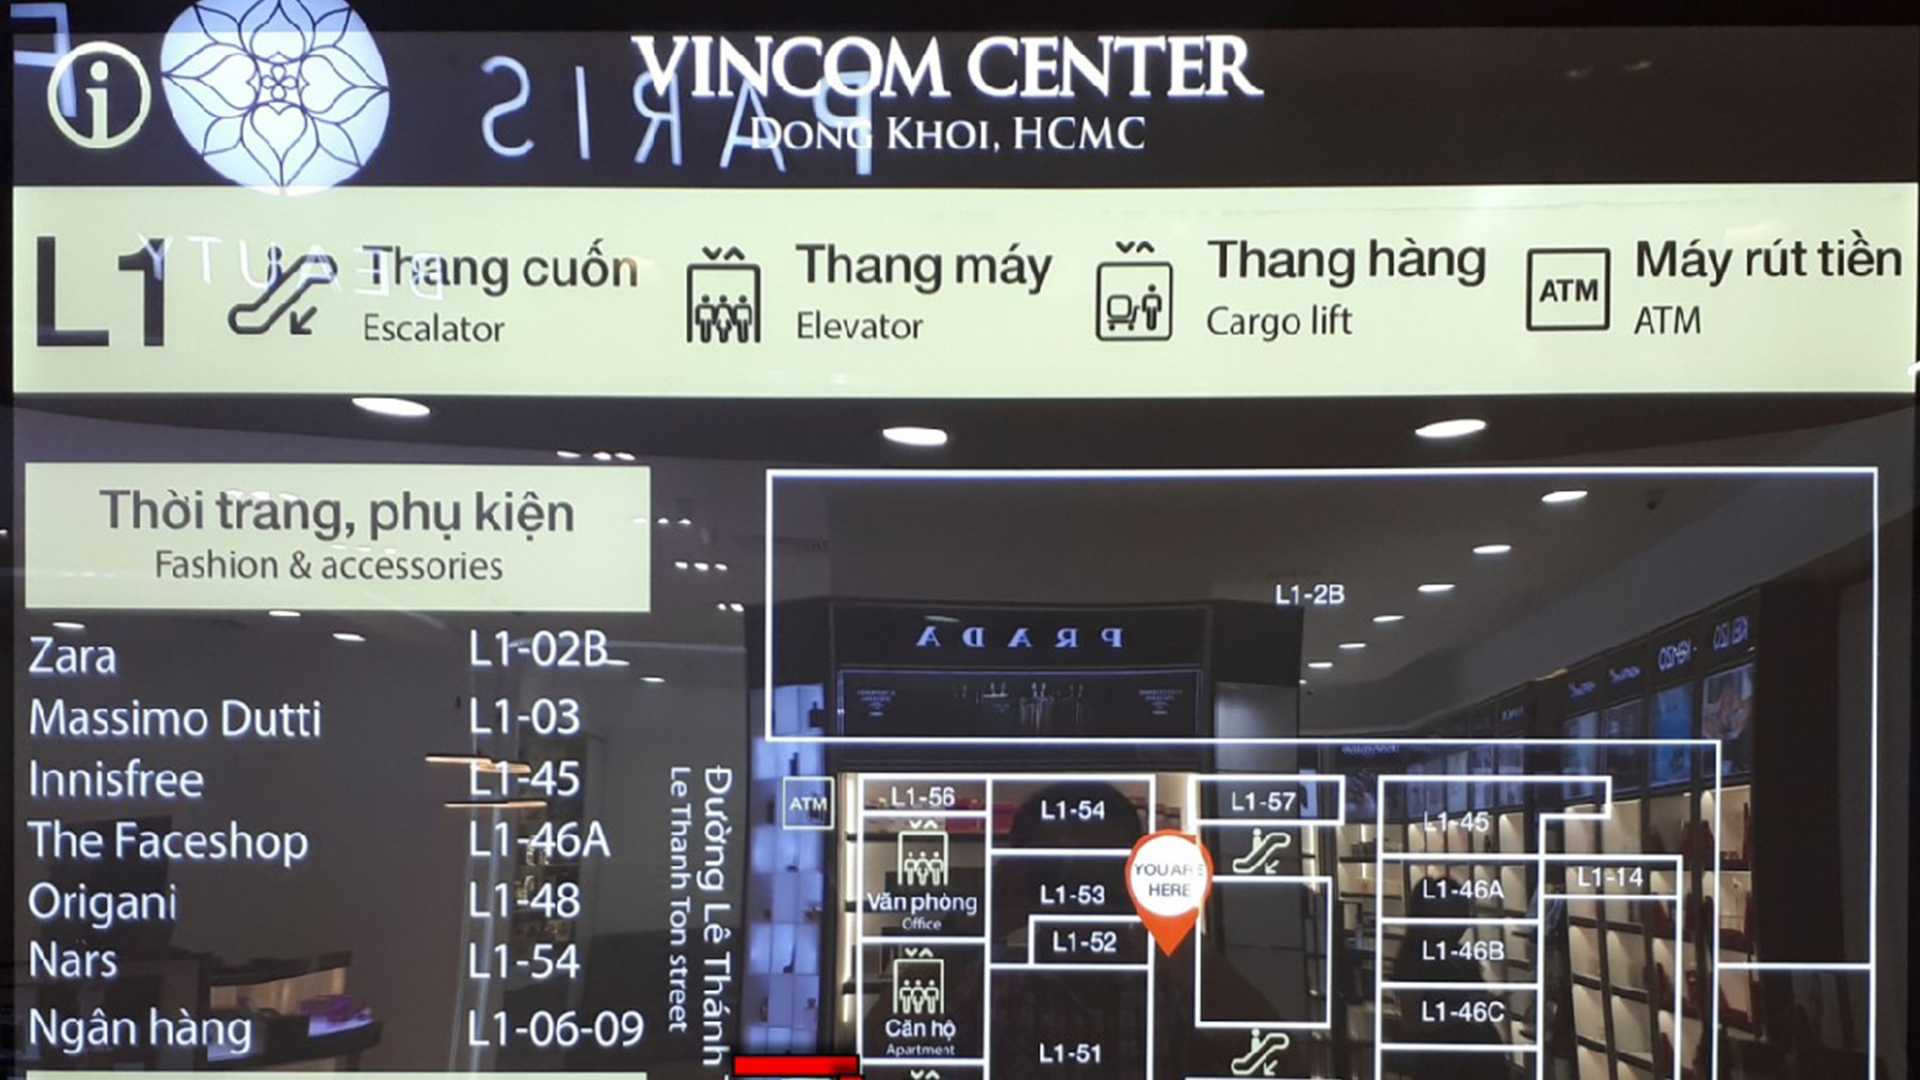 VINCOM CENTER
PARIS
DONG KHOI, HCMC
BEAUTY
L1
Thang cuốn
Escalator
Thang máy
Elevator
Thang hàng
Cargo lift
ATM
Máy rút tiền
ATM
Thời trang, phụ kiện
Fashion & accessories
Zara L1-02B
Massimo Dutti L1-03
Innisfree L1-45
The Faceshop L1-46A
Origani L1-48
Nars L1-54
Ngân hàng L1-06-09
Đường Lê Thánh
Le Thanh Ton street
L1-2B
PRADA
ATM
L1-56
L1-54
L1-57
L1-45
Văn phòng
Office
L1-53
YOU ARE
HERE
L1-46A
L1-14
L1-52
L1-46B
Căn hộ
Apartment
L1-51
L1-46C